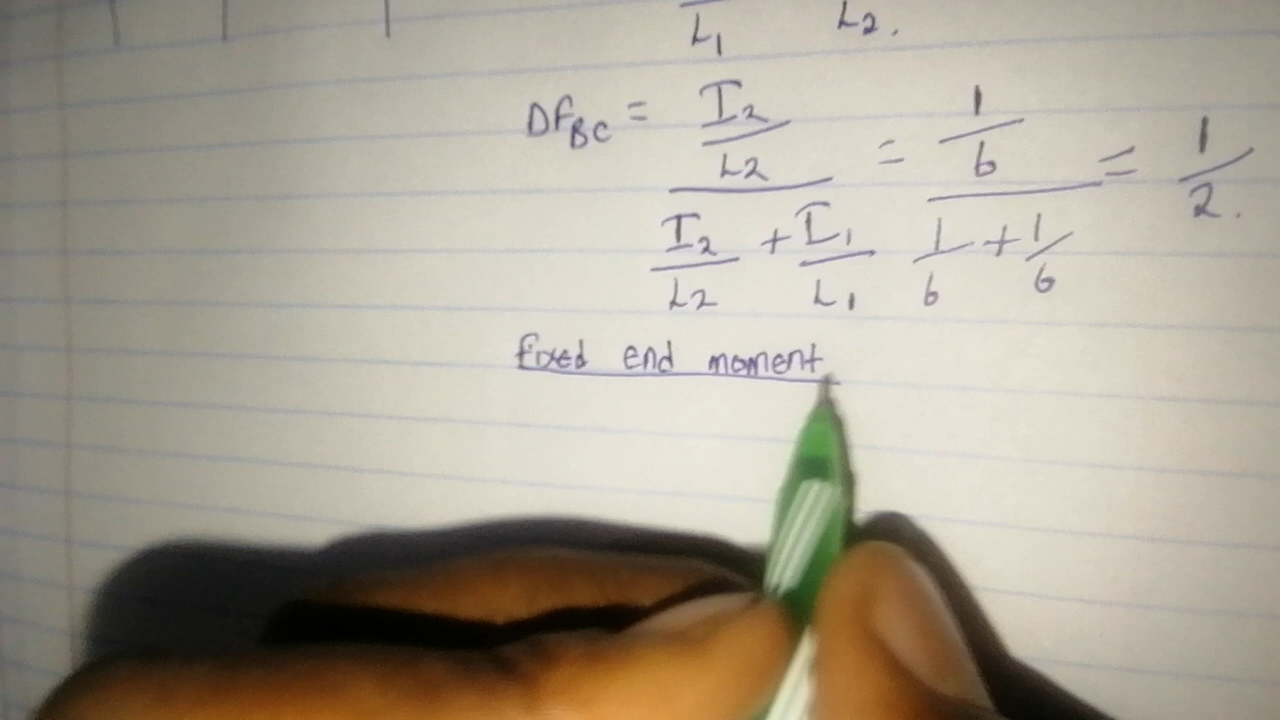 L1 L2.
DFBC = I2/L2 / I2/L2 + I1/L1 = 1/6 / 1/6 + 1/6 = 1/2.
fixed end moment